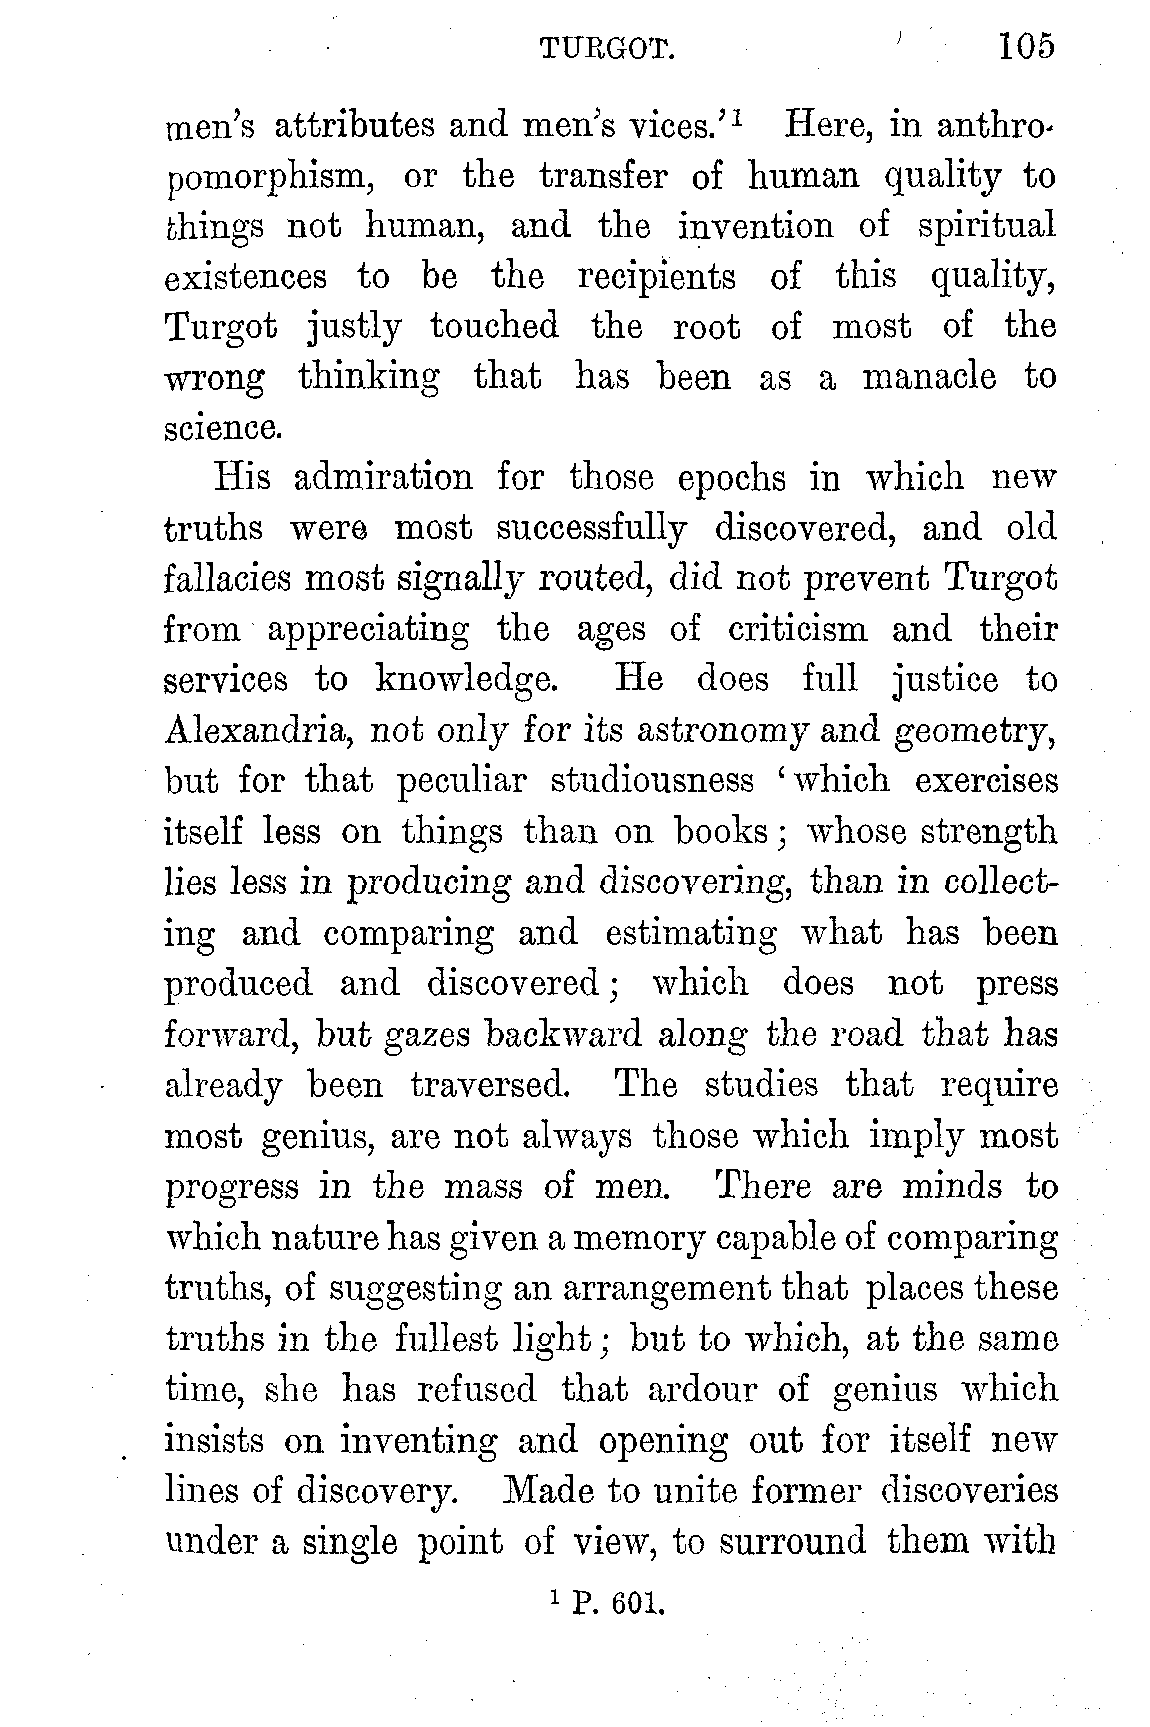 TURGOT. 105
men's attributes and men's vices.'¹ Here, in anthro-
pomorphism, or the transfer of human quality to
things not human, and the invention of spiritual
existences to be the recipients of this quality,
Turgot justly touched the root of most of the
wrong thinking that has been as a manacle to
science.
His admiration for those epochs in which new
truths were most successfully discovered, and old
fallacies most signally routed, did not prevent Turgot
from appreciating the ages of criticism and their
services to knowledge. He does full justice to
Alexandria, not only for its astronomy and geometry,
but for that peculiar studiousness ‘which exercises
itself less on things than on books; whose strength
lies less in producing and discovering, than in collect-
ing and comparing and estimating what has been
produced and discovered; which does not press
forward, but gazes backward along the road that has
already been traversed. The studies that require
most genius, are not always those which imply most
progress in the mass of men. There are minds to
which nature has given a memory capable of comparing
truths, of suggesting an arrangement that places these
truths in the fullest light; but to which, at the same
time, she has refused that ardour of genius which
insists on inventing and opening out for itself new
lines of discovery. Made to unite former discoveries
under a single point of view, to surround them with
¹ P. 601.